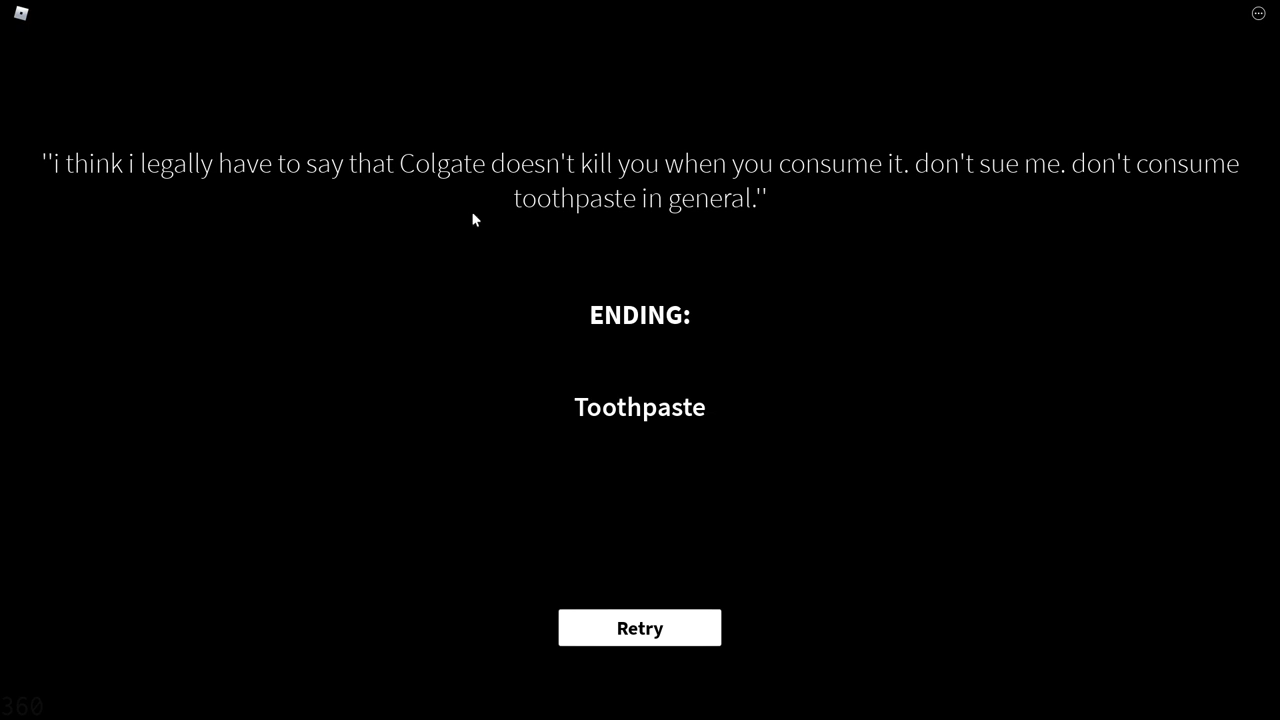 "i think i legally have to say that Colgate doesn't kill you when you consume it. don't sue me. don't consume
toothpaste in general."
ENDING:
Toothpaste
Retry
360